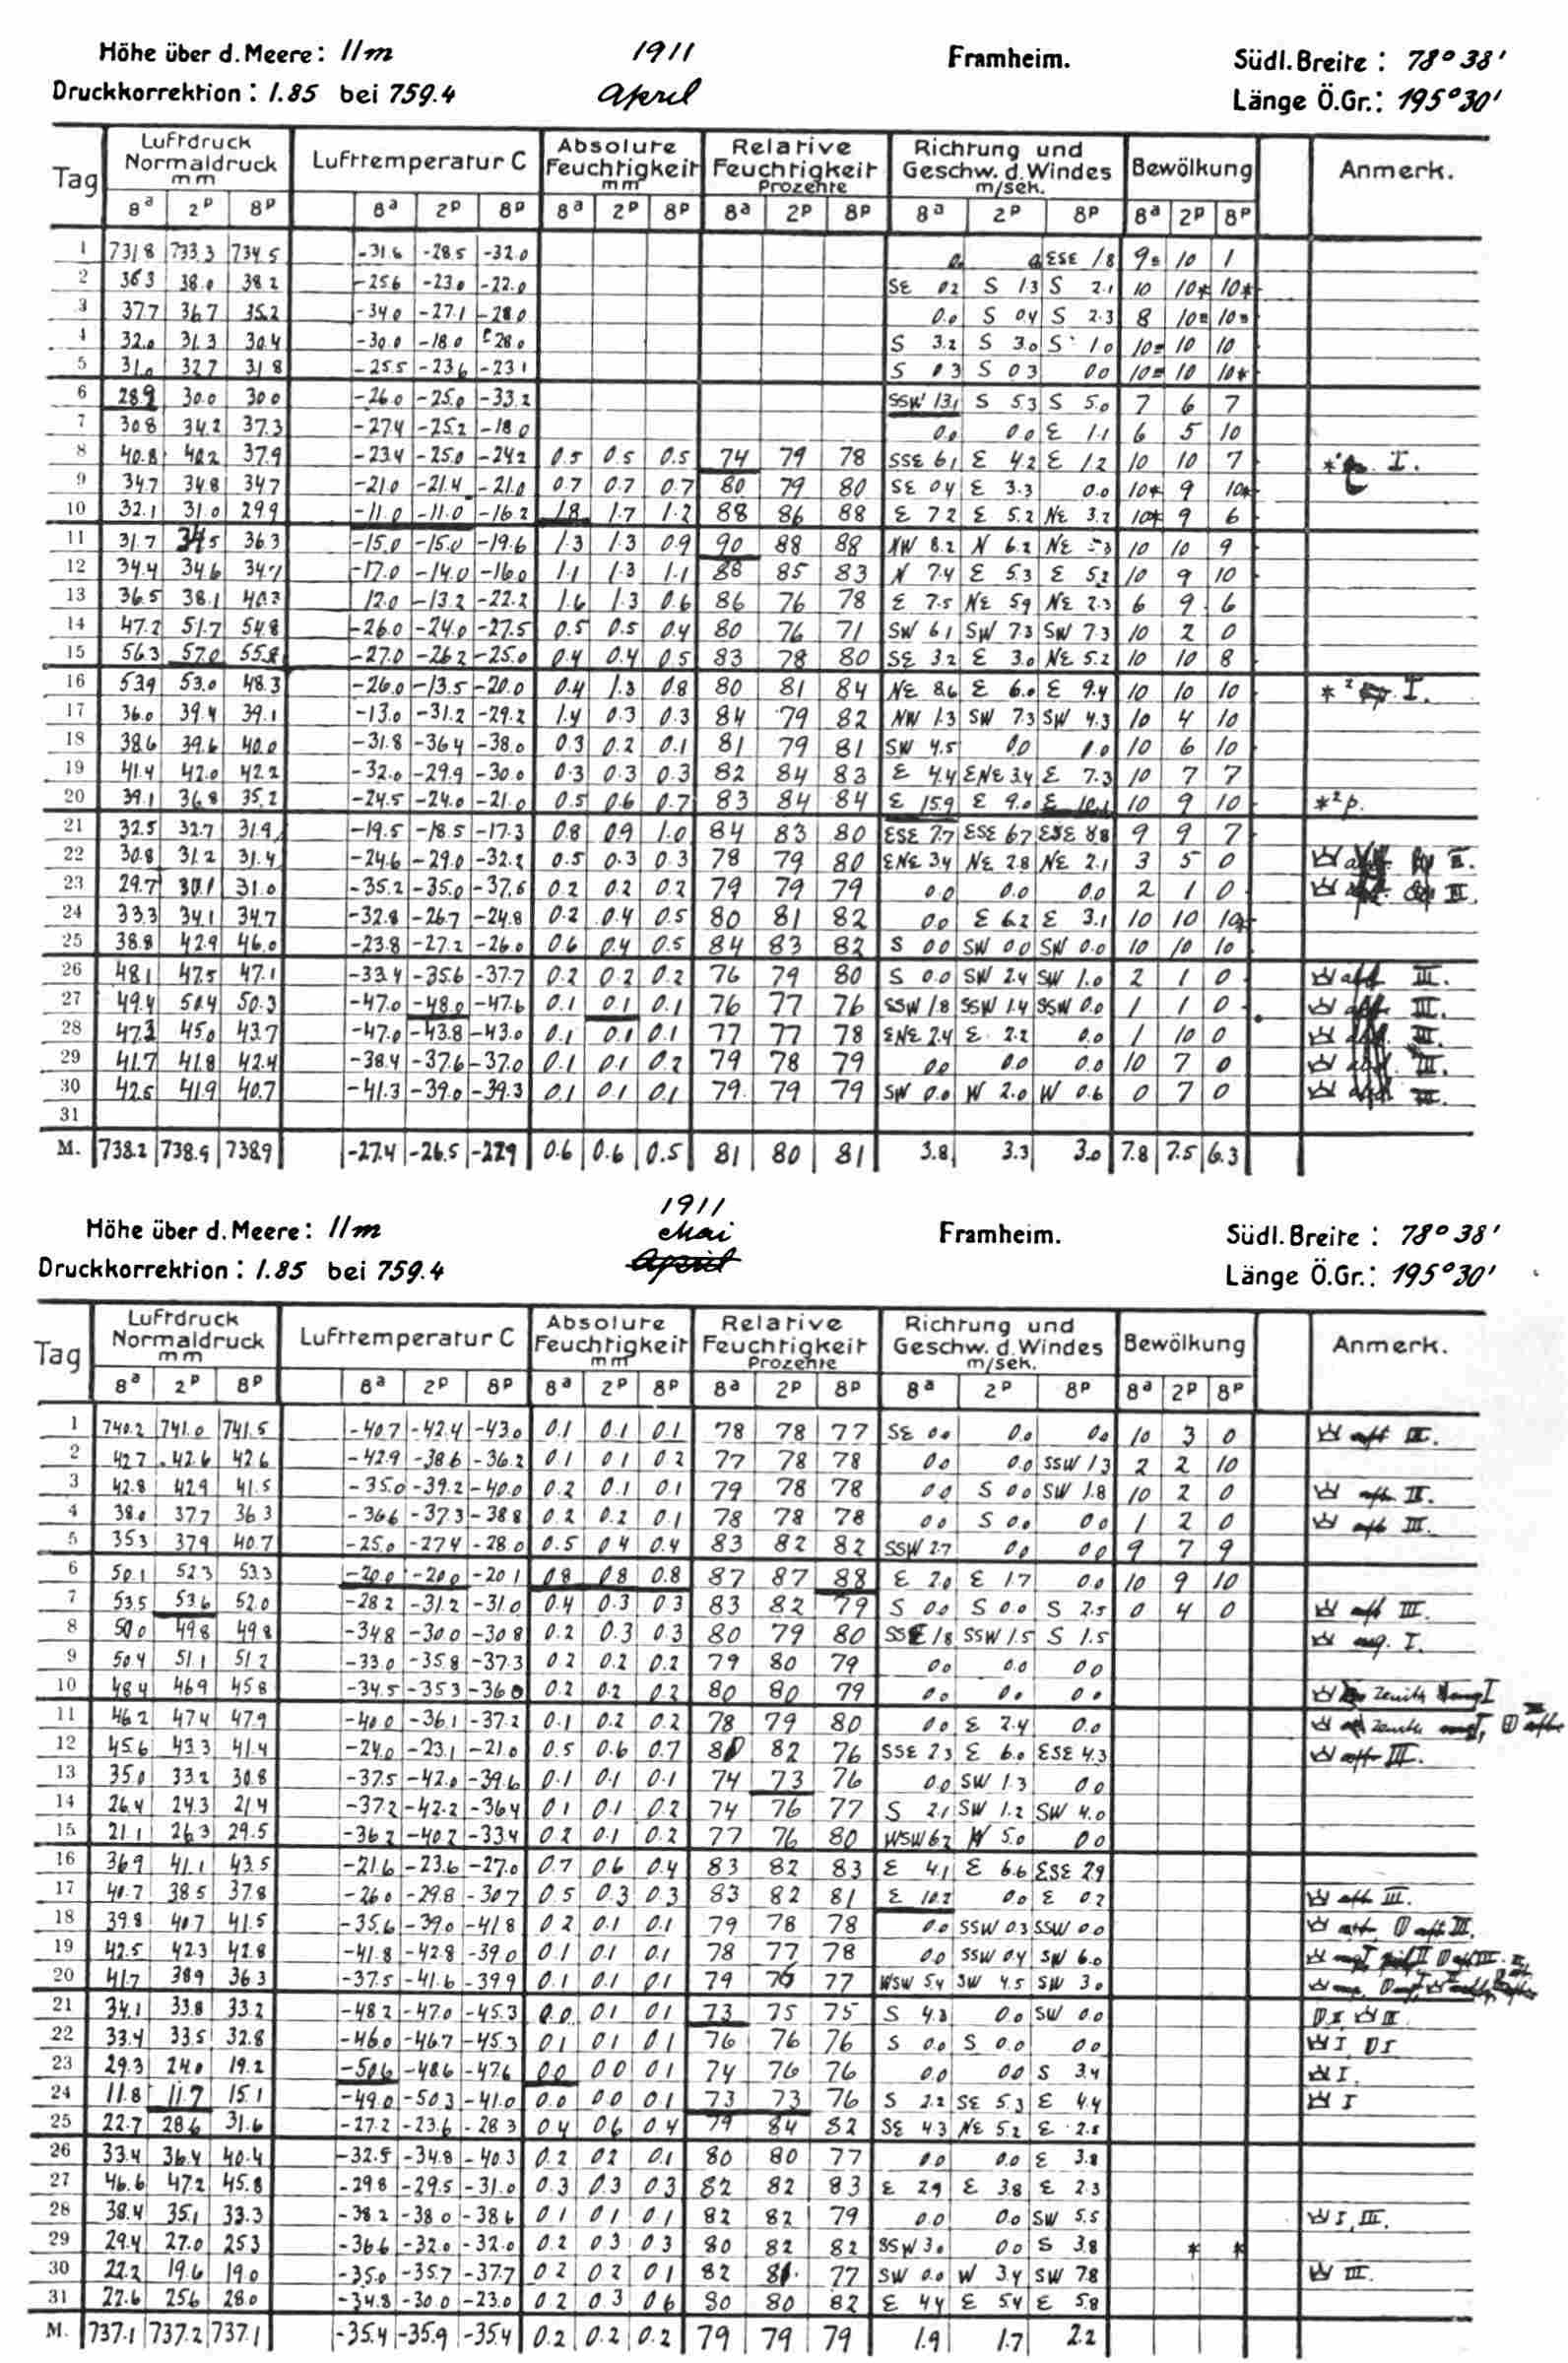 Höhe über d. Meere: 11m 1911 Framheim. Südl. Breite: 78° 38'
Druckkorrektion: 1.85 bei 759.4 April Länge Ö.Gr.: 195° 30'
Tag Luftdruck Normaldruck mm Lufttemperatur C Absolute Feuchtigkeit mm Relative Feuchtigkeit Prozente Richtung und Geschw. d. Windes m/sek. Bewölkung Anmerk.
8a 2p 8p 8a 2p 8p 8a 2p 8p 8a 2p 8p 8a 2p 8p 8a 2p 8p
1 731.8 733.3 734.5 -31.6 -28.5 -32.0 ESE 1.8 10 1
2 36.3 38.0 38.2 -25.6 -23.0 -22.0 SE 0.2 S 1.3 S 2.1 10 10* 10*
3 37.7 36.7 35.2 -34.0 -27.1 -28.0 0.0 S 0.4 S 2.3 8 10≡ 10≡
4 32.0 31.3 30.4 -30.0 -18.0 28.0 S 3.2 S 3.0 S 1.0 10≡ 10 10
5 31.0 32.7 31.8 -25.5 -23.6 -23.1 S 0.3 S 0.3 0.0 10≡ 10 10*
6 28.9 30.0 30.0 -26.0 -25.0 -33.2 SSW 13.1 S 5.3 S 5.0 7 6 7
7 30.8 34.2 37.3 -27.4 -25.2 -18.0 0.0 0.0 E 1.1 6 5 10
8 40.8 40.2 37.9 -23.4 -25.0 -24.2 0.5 0.5 0.5 74 79 78 SSE 6.1 E 4.2 E 1.2 10 10 7 I.
9 34.7 34.8 34.7 -21.0 -21.4 -21.0 0.7 0.7 0.7 80 79 80 SE 0.4 E 3.3 0.0 10* 9 10*
10 32.1 31.0 29.9 -11.0 -11.0 -16.2 1.8 1.7 1.2 88 86 88 E 7.2 E 5.2 NE 3.2 10* 9 6
11 31.7 34.5 36.3 -15.0 -15.0 -19.6 1.3 1.3 0.9 90 88 88 NW 8.2 N 6.2 NE 10 10 9
12 34.4 34.6 34.7 -17.0 -14.0 -16.0 1.1 1.3 1.1 88 85 83 N 7.4 E 5.3 E 5.2 10 9 10
13 36.5 38.1 40.3 12.0 -13.2 -22.2 1.6 1.3 0.6 86 76 78 E 7.5 NE 5.9 NE 2.3 6 9 6
14 47.2 51.7 54.8 -26.0 -24.0 -27.5 0.5 0.5 0.4 80 76 71 SW 6.1 SW 7.3 SW 7.3 10 2 0
15 56.3 57.0 55.8 -27.0 -26.2 -25.0 0.4 0.4 0.5 83 78 80 SE 3.2 E 3.0 NE 5.2 10 10 8
16 53.9 53.0 48.3 -26.0 -13.5 -20.0 0.4 1.3 0.8 80 81 84 NE 8.6 E 6.0 E 9.4 10 10 10 *² I.
17 36.0 39.4 39.1 -13.0 -31.2 -29.2 1.4 0.3 0.3 84 79 82 NW 1.3 SW 7.3 SW 4.3 10 4 10
18 38.6 39.6 40.0 -31.8 -36.4 -38.0 0.3 0.2 0.1 81 79 81 SW 4.5 0.0 10 6 10
19 41.4 42.0 42.2 -32.0 -29.9 -30.0 0.3 0.3 0.3 82 84 83 E 4.4 ENE 3.4 E 7.3 10 7 7
20 39.1 36.8 35.2 -24.5 -24.0 -21.0 0.5 0.6 0.7 83 84 84 E 15.9 E 9.0 E 10.1 10 9 10 *² p.
21 32.5 32.7 31.9 -19.5 -18.5 -17.3 0.8 0.9 1.0 84 83 80 ESE 7.7 ESE 6.7 ESE 8.8 9 9 7
22 30.8 31.2 31.4 -24.6 -29.0 -32.2 0.5 0.3 0.3 78 79 80 ENE 3.4 NE 2.8 NE 2.1 3 5 0
23 29.7 30.1 31.0 -35.2 -35.0 -37.6 0.2 0.2 0.2 79 79 79 0.0 0.0 0.0 2 1 0
24 33.3 34.1 34.7 -32.8 -26.7 -24.8 0.2 0.4 0.5 80 81 82 0.0 E 6.2 E 3.1 10 10 10*
25 38.8 42.9 46.0 -23.8 -27.2 -26.0 0.6 0.4 0.5 84 83 82 S 0.0 SW 0.0 SW 0.0 10 10 10
26 48.1 47.5 47.1 -33.4 -35.6 -37.7 0.2 0.2 0.2 76 79 80 S 0.0 SW 2.4 SW 1.0 2 1 0 III.
27 49.4 50.4 50.3 -47.0 -48.0 -47.6 0.1 0.1 0.1 76 77 76 SSW 1.8 SSW 1.4 SSW 0.0 1 1 0 III.
28 47.3 45.0 43.7 -47.0 -43.8 -43.0 0.1 0.1 0.1 77 77 78 ENE 2.4 E 2.2 0.0 1 10 0 III.
29 41.7 41.8 42.4 -38.4 -37.6 -37.0 0.1 0.1 0.2 79 78 79 0.0 0.0 0.0 10 7 0 III.
30 42.5 41.9 40.7 -41.3 -39.0 -39.3 0.1 0.1 0.1 79 79 79 SW 0.0 W 2.0 W 0.6 0 7 0 III.
31
M. 738.2 738.9 738.9 -27.4 -26.5 -27.9 0.6 0.6 0.5 81 80 81 3.8 3.3 3.0 7.8 7.5 6.3
1911
Höhe über d. Meere: 11m Mai Framheim. Südl. Breite: 78° 38'
Druckkorrektion: 1.85 bei 759.4 April Länge Ö.Gr.: 195° 30'
Tag Luftdruck Normaldruck mm Lufttemperatur C Absolute Feuchtigkeit mm Relative Feuchtigkeit Prozente Richtung und Geschw. d. Windes m/sek. Bewölkung Anmerk.
8a 2p 8p 8a 2p 8p 8a 2p 8p 8a 2p 8p 8a 2p 8p 8a 2p 8p
1 740.2 741.0 741.5 -40.7 -42.4 -43.0 0.1 0.1 0.1 78 78 77 SE 0.0 0.0 0.0 10 3 0 III.
2 42.7 42.6 42.6 -42.9 -38.6 -36.2 0.1 0.1 0.2 77 78 78 0.0 0.0 SSW 1.3 2 2 10
3 42.8 42.9 41.5 -35.0 -39.2 -40.0 0.2 0.1 0.1 79 78 78 0.0 S 0.0 SW 1.8 10 2 0
4 38.0 37.7 36.3 -36.6 -37.3 -38.8 0.2 0.2 0.1 78 78 78 0.0 S 0.0 0.0 1 2 0 III.
5 35.3 37.9 40.7 -25.0 -27.4 -28.0 0.5 0.4 0.4 83 82 82 SSW 2.7 0.0 0.0 9 7 9
6 50.1 52.3 53.3 -20.0 -20.0 -20.1 0.8 0.8 0.8 87 87 88 E 2.0 E 1.7 0.0 10 9 10
7 53.5 53.6 52.0 -28.2 -31.2 -31.0 0.4 0.3 0.3 83 82 79 S 0.0 S 0.0 S 2.5 0 4 0 III.
8 50.0 49.8 49.8 -34.8 -30.0 -30.8 0.2 0.3 0.3 80 79 80 SSE 1.8 SSW 1.5 S 1.5 I.
9 50.4 51.1 51.2 -33.0 -35.8 -37.3 0.2 0.2 0.2 79 80 79 0.0 0.0 0.0
10 48.4 46.9 45.8 -34.5 -35.3 -36.0 0.2 0.2 0.2 80 80 79 0.0 0.0 0.0 Zenith I
11 46.2 47.4 47.9 -40.0 -36.1 -37.2 0.1 0.2 0.2 78 79 80 0.0 E 2.4 0.0 zenith
12 45.6 43.3 41.4 -24.0 -23.1 -21.0 0.5 0.6 0.7 82 76 SSE 2.3 E 6.0 ESE 4.3 III.
13 35.0 33.2 30.8 -37.5 -42.0 -39.6 0.1 0.1 0.1 74 73 76 0.0 SW 1.3 0.0
14 26.4 24.3 21.4 -37.2 -42.2 -36.4 0.1 0.1 0.2 74 76 77 S 2.1 SW 1.2 SW 4.0
15 21.1 26.3 29.5 -36.2 -40.2 -33.4 0.2 0.1 0.2 77 76 80 WSW 6.2 W 5.0 0.0
16 36.9 41.1 43.5 -21.6 -23.6 -27.0 0.7 0.6 0.4 83 82 83 E 4.1 E 6.6 ESE 2.9
17 40.7 38.5 37.8 -26.0 -29.8 -30.7 0.5 0.3 0.3 83 82 81 E 10.2 0.0 E 0.2 III.
18 39.8 40.7 41.5 -35.6 -39.0 -41.8 0.2 0.1 0.1 79 78 78 0.0 SSW 0.3 SSW 0.0
19 42.5 42.3 42.8 -41.8 -42.8 -39.0 0.1 0.1 0.1 78 77 78 0.0 SSW 0.4 SW 6.0
20 41.7 38.9 36.3 -37.5 -41.6 -39.9 0.1 0.1 0.1 79 76 77 WSW 5.4 SW 4.5 SW 3.0
21 34.1 33.8 33.2 -48.2 -47.0 -45.3 0.0 0.1 0.1 73 75 75 S 4.3 0.0 SW 0.0
22 33.4 33.5 32.8 -46.0 -46.7 -45.3 0.1 0.1 0.1 76 76 76 S 0.0 S 0.0 0.0 I,
23 29.3 24.0 19.2 -50.6 -48.6 -47.6 0.0 0.0 0.1 74 76 76 0.0 0.0 S 3.4 I.
24 11.8 11.7 15.1 -49.0 -50.3 -41.0 0.0 0.0 0.1 73 73 76 S 2.2 SE 5.3 E 4.4 I
25 22.7 28.6 31.6 -27.2 -23.6 -28.3 0.4 0.6 0.4 79 84 82 SE 4.3 NE 5.2 E 2.5
26 33.4 36.4 40.4 -32.5 -34.8 -40.3 0.2 0.2 0.1 80 80 77 0.0 0.0 E 3.8
27 46.6 47.2 45.8 -29.8 -29.5 -31.0 0.3 0.3 0.3 82 82 83 E 2.9 E 3.8 E 2.3
28 38.4 35.1 33.3 -38.2 -38.0 -38.6 0.1 0.1 0.1 82 82 79 0.0 0.0 SW 5.5 I, III.
29 29.4 27.0 25.3 -36.6 -32.0 -32.0 0.2 0.3 0.3 80 82 82 SSW 3.0 0.0 S 3.8 * *
30 22.2 19.6 19.0 -35.0 -35.7 -37.7 0.2 0.2 0.1 82 81 77 SW 0.0 W 3.4 SW 7.8 III.
31 22.6 25.6 28.0 -34.8 -30.0 -23.0 0.2 0.3 0.6 80 80 82 E 4.4 E 5.4 E 5.8
M. 737.1 737.2 737.1 -35.4 -35.9 -35.4 0.2 0.2 0.2 79 79 79 1.9 1.7 2.2